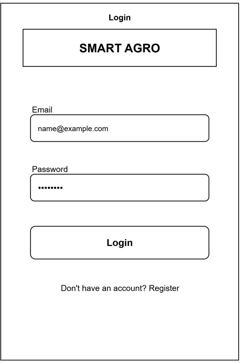 Login
SMART AGRO
Email
name@example.com
Password
••••••••
Login
Don't have an account? Register